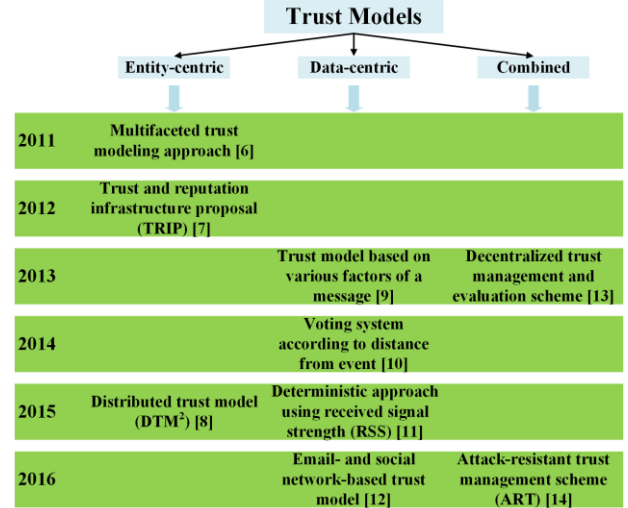 Trust Models
Entity-centric
Data-centric
Combined
2011
Multifaceted trust
modeling approach [6]
2012
Trust and reputation
infrastructure proposal
(TRIP) [7]
2013
Trust model based on
various factors of a
message [9]
Decentralized trust
management and
evaluation scheme [13]
2014
Voting system
according to distance
from event [10]
2015
Distributed trust model
(DTM²) [8]
Deterministic approach
using received signal
strength (RSS) [11]
2016
Email- and social
network-based trust
model [12]
Attack-resistant trust
management scheme
(ART) [14]